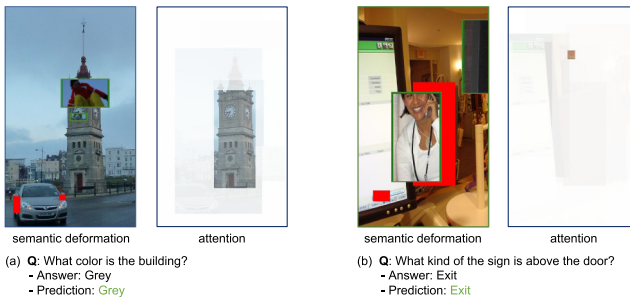 semantic deformation
attention
semantic deformation
attention
(a) Q: What color is the building?
- Answer: Grey
- Prediction: Grey
(b) Q: What kind of the sign is above the door?
- Answer: Exit
- Prediction: Exit